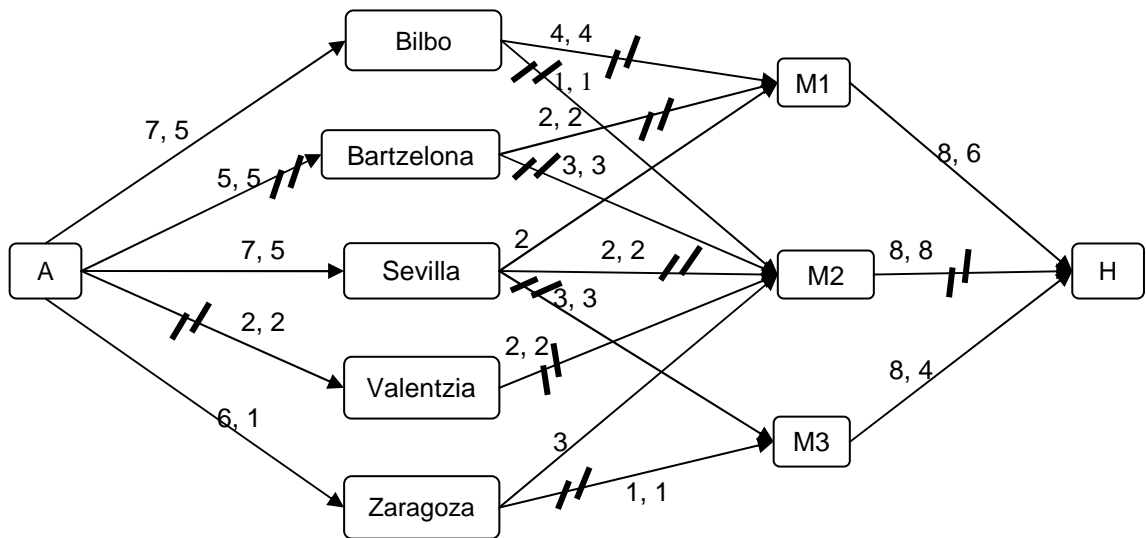 Bilbo
4, 4
1, 1
M1
7, 5
2, 2
Bartzelona
3, 3
8, 6
5, 5
A
7, 5
Sevilla
2
2, 2
M2
8, 8
H
3, 3
2, 2
2, 2
Valentzia
8, 4
6, 1
3
M3
Zaragoza
1, 1